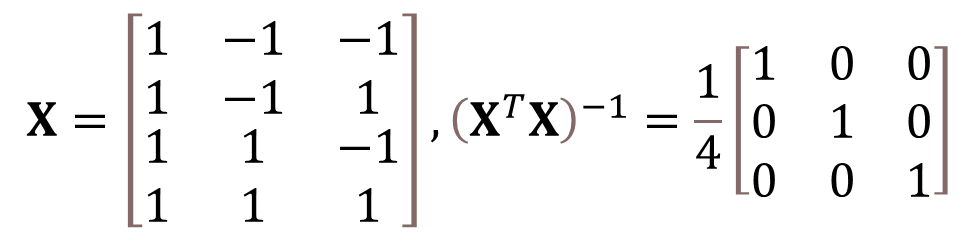 X = [1 −1 −1
1 −1 1
1 1 −1
1 1 1] , (XᵀX)⁻¹ = 1/4 [1 0 0
0 1 0
0 0 1]